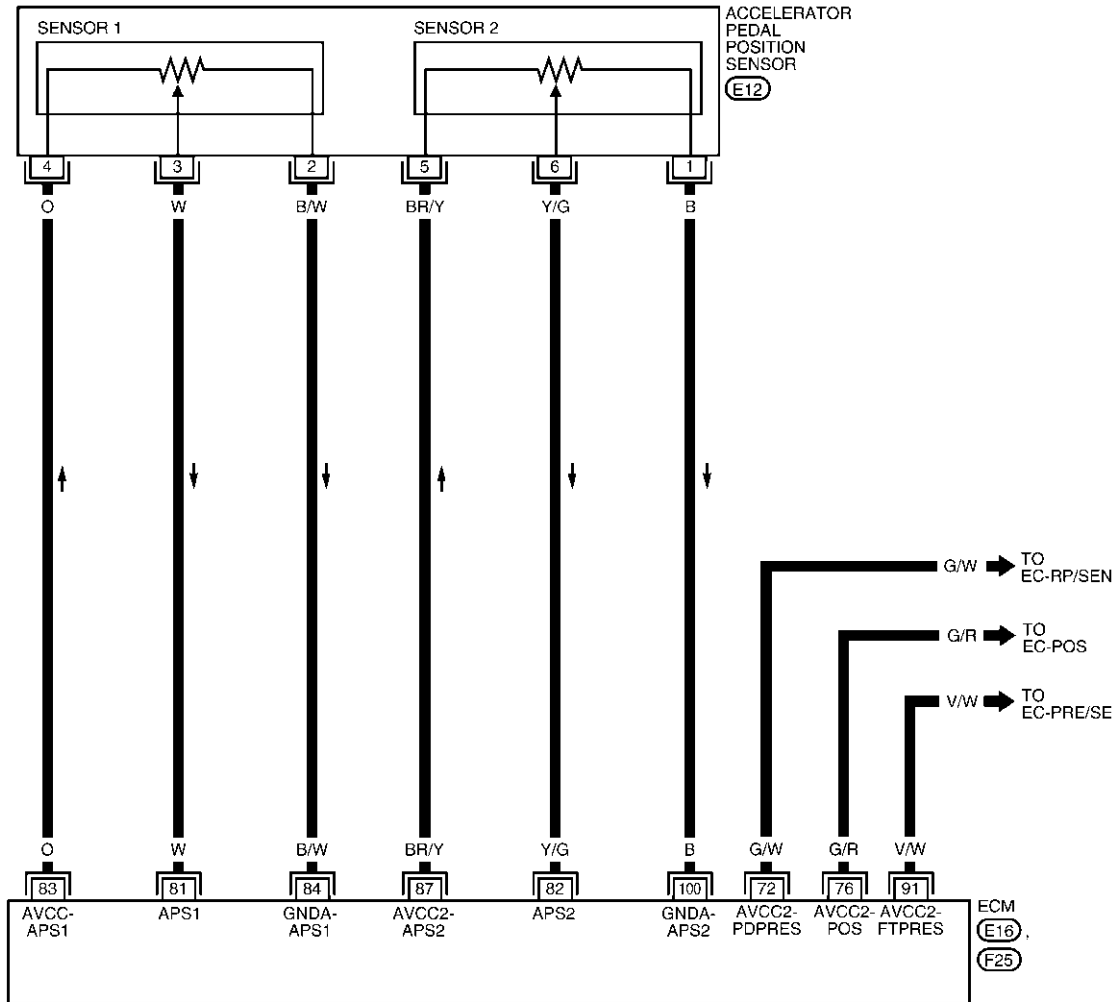 ACCELERATOR
PEDAL
POSITION
SENSOR
E12
SENSOR 1
SENSOR 2
4
3
2
5
6
1
O
W
B/W
BR/Y
Y/G
B
G/W
TO
EC-RP/SEN
G/R
TO
EC-POS
V/W
TO
EC-PRE/SE
O
W
B/W
BR/Y
Y/G
B
G/W
G/R
V/W
83
81
84
87
82
100
72
76
91
AVCC-
APS1
APS1
GNDA-
APS1
AVCC2-
APS2
APS2
GNDA-
APS2
AVCC2-
PDPRES
AVCC2-
POS
AVCC2-
FTPRES
ECM
E16 ,
F25